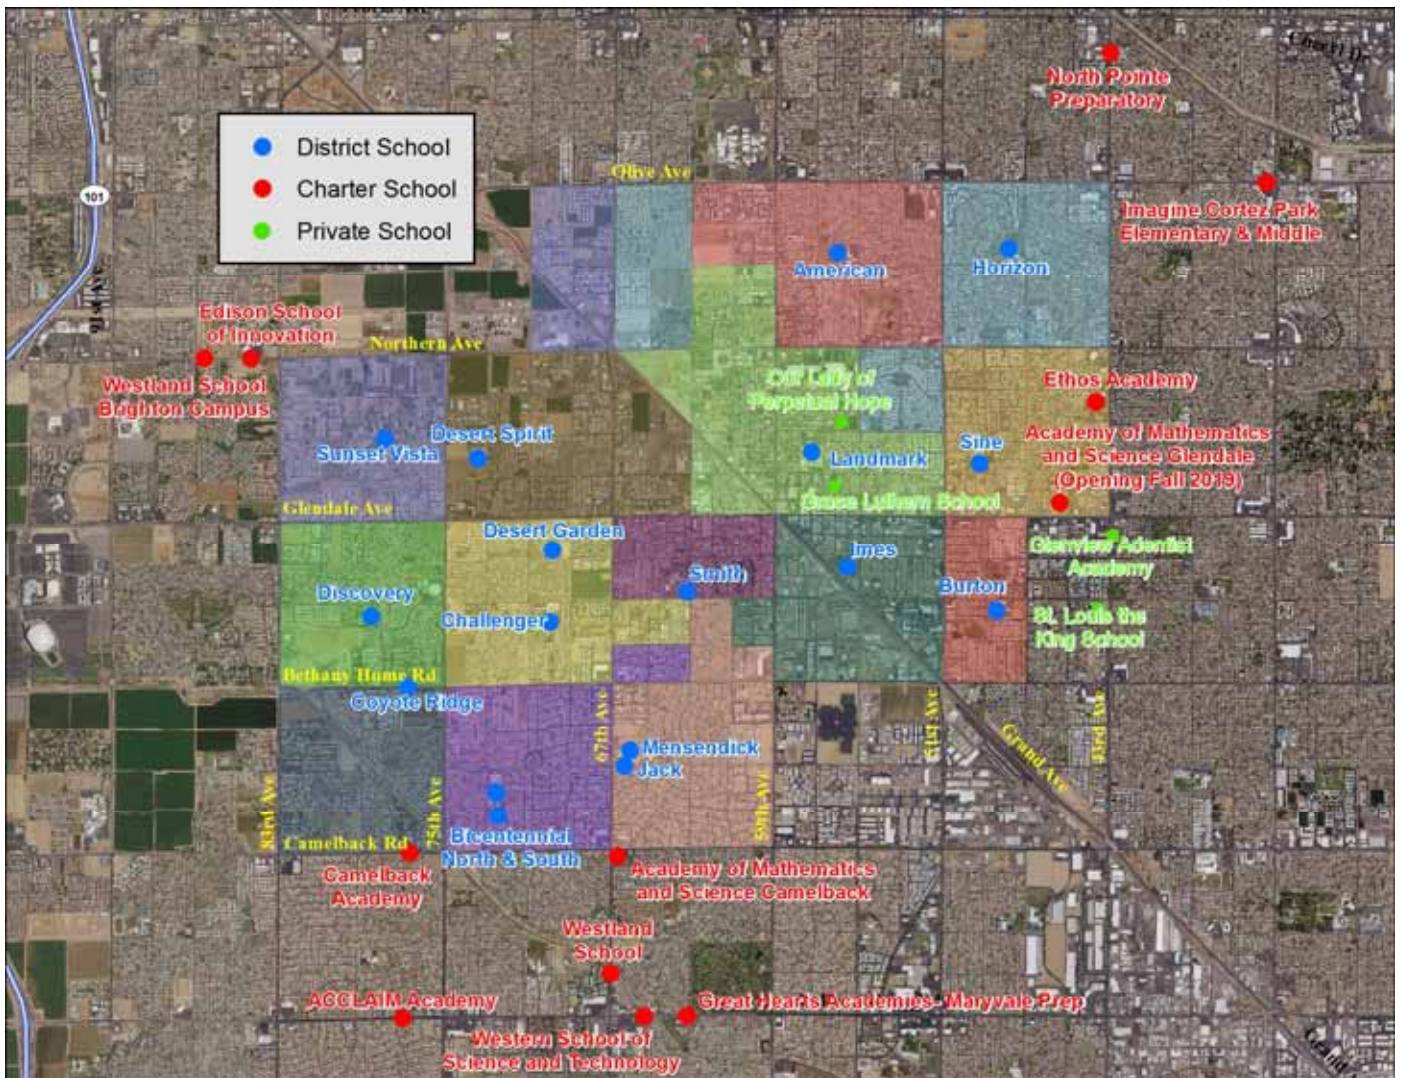 Cheryl Dr
North Pointe
Preparatory
District School
Charter School
Private School
101
Olive Ave
Imagine Cortez Park
Elementary & Middle
American
Horizon
Edison School
of Innovation
Northern Ave
Westland School
Brighton Campus
Our Lady of
Perpetual Hope
Ethos Academy
Desert Spirit
Sunset Vista
Landmark
Sine
Academy of Mathematics
and Science Glendale
(Opening Fall 2019)
Glendale Ave
School
Desert Garden
Imes
Glenview
Academy
Smith
Burton
Discovery
Challenger
St. Louis the
King School
Bethany Home Rd
Coyote Ridge
67th Ave
51st Ave
Grand Ave
43rd Ave
Mensendick
Jack
83rd Ave
75th Ave
59th Ave
Camelback Rd
Bicentennial
North & South
Camelback
Academy
Academy of Mathematics
and Science Camelback
Westland
School
ACCLAIM Academy
Great Hearts Academies- Maryvale Prep
Western School of
Science and Technology
Grand